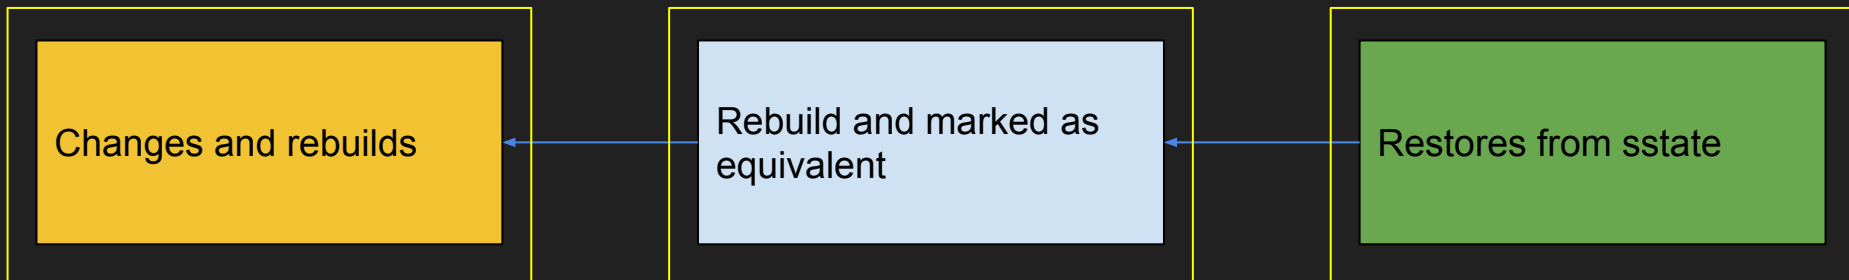 Changes and rebuilds
Rebuild and marked as
equivalent
Restores from sstate